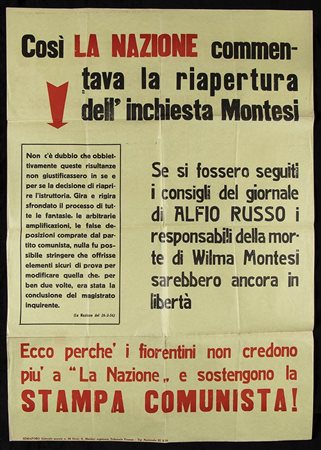 Così LA NAZIONE commen-
tava la riapertura
dell'inchiesta Montesi
Non c'è dubbio che obbiet-
tivamente queste risultanze
non giustificassero in se e
per se la decisione di riapri-
re l'istruttoria. Gira e rigira
sfrondato il processo di tut-
te le fantasie, le arbitrarie
amplificazioni, le false de-
posizioni comprate dal par-
tito comunista, nulla fu pos-
sibile stringere che offrisse
elementi sicuri di prova per
modificare quella che, per
ben due volte, era stata la
conclusione del magistrato
inquirente.
(La Nazione del
Se si fossero seguiti
i consigli del giornale
di ALFIO RUSSO i
responsabili della mor-
te di Wilma Montesi
sarebbero ancora in
libertà
Ecco perche' i fiorentini non credono
piu' a "La Nazione„ e sostengono la
STAMPA COMUNISTA!